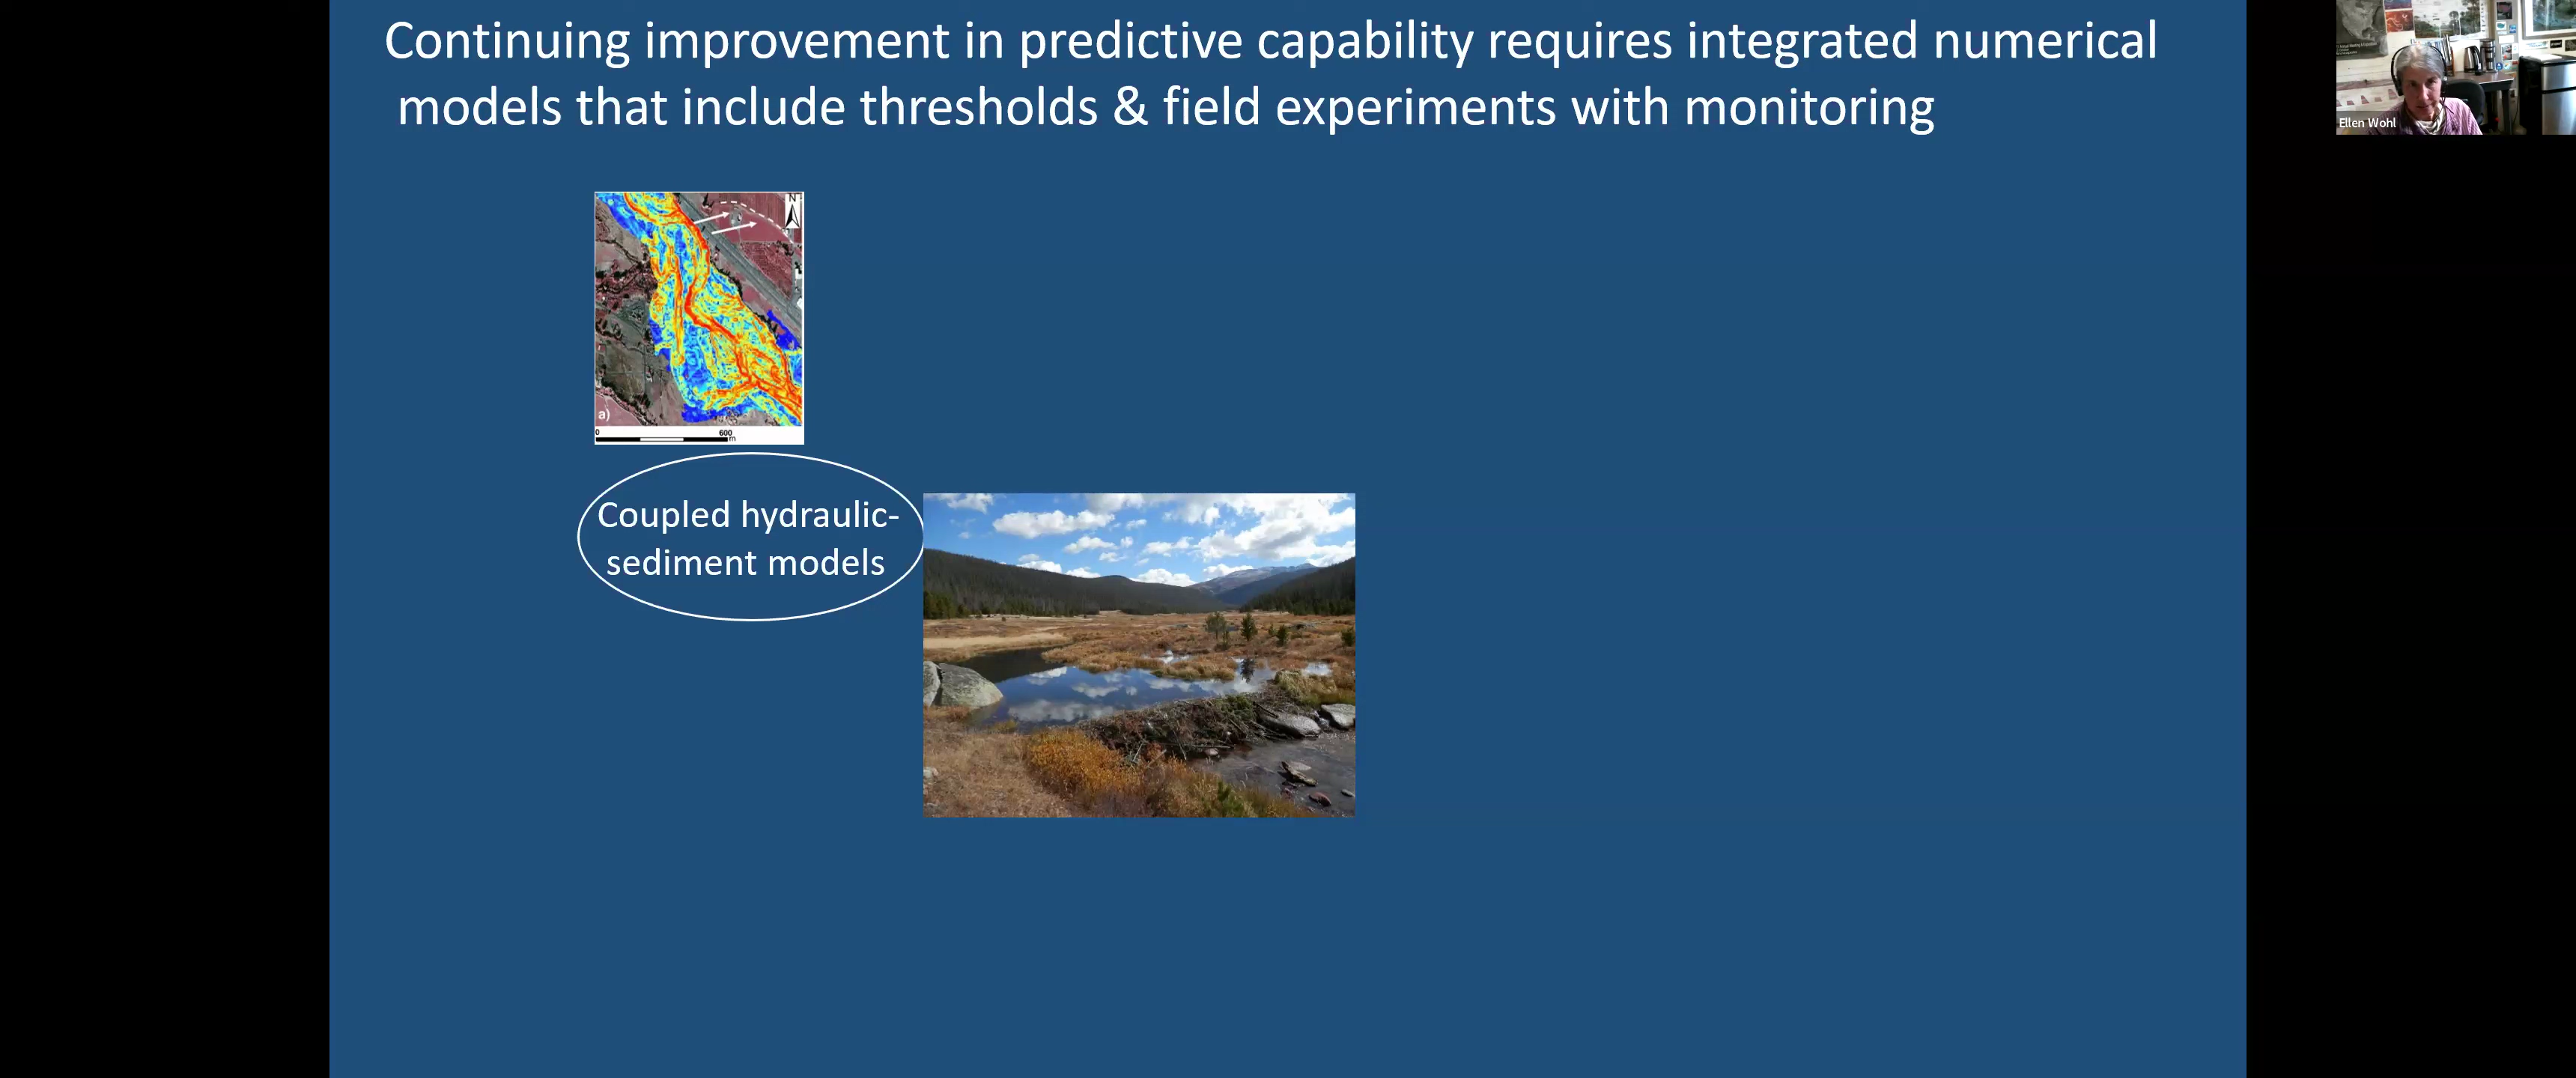 Continuing improvement in predictive capability requires integrated numerical
models that include thresholds & field experiments with monitoring
Ellen Wohl
N
a)
0 600
m
Coupled hydraulic-
sediment models